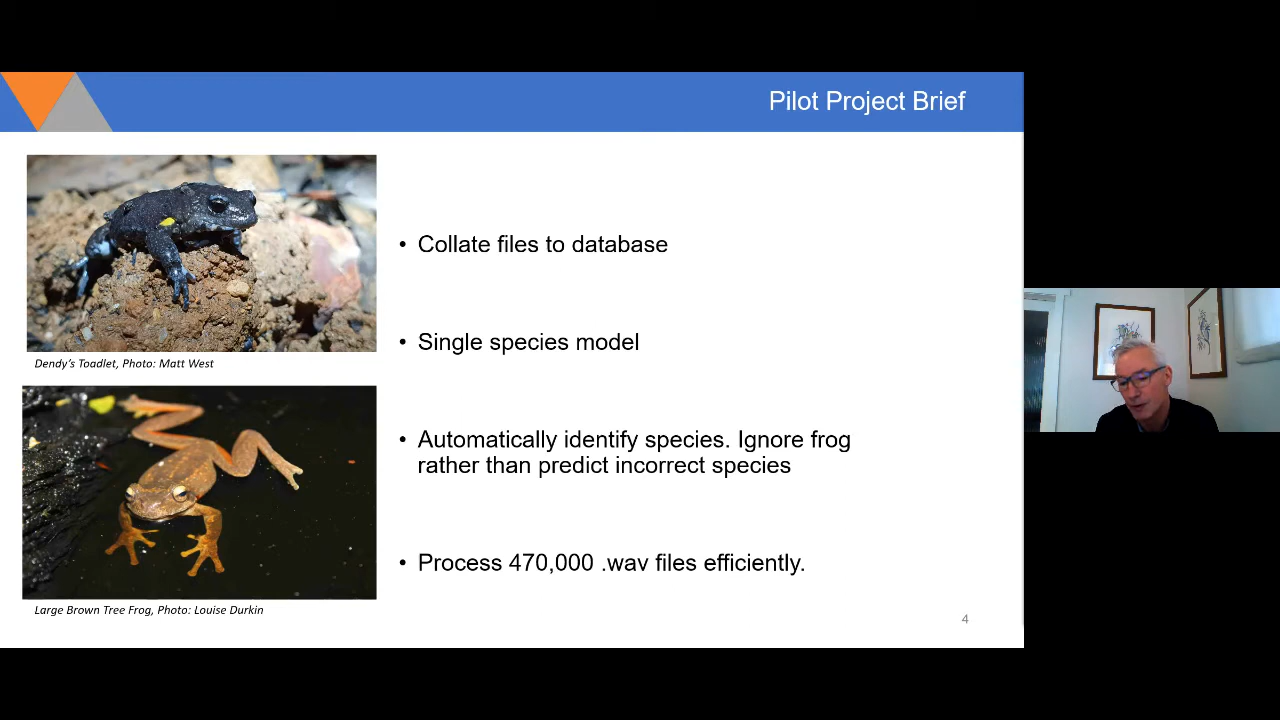 Pilot Project Brief
Dendy's Toadlet, Photo: Matt West
Large Brown Tree Frog, Photo: Louise Durkin
• Collate files to database
• Single species model
• Automatically identify species. Ignore frog
rather than predict incorrect species
• Process 470,000 .wav files efficiently.
4